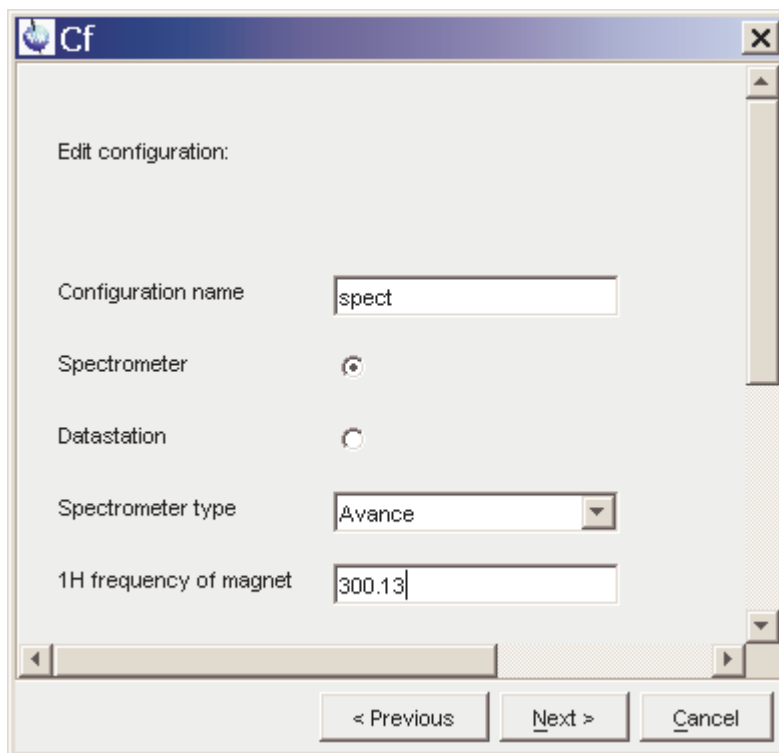 Cf
Edit configuration:
Configuration name spect
Spectrometer
Datastation
Spectrometer type Avance
1H frequency of magnet 300.13
< Previous Next > Cancel